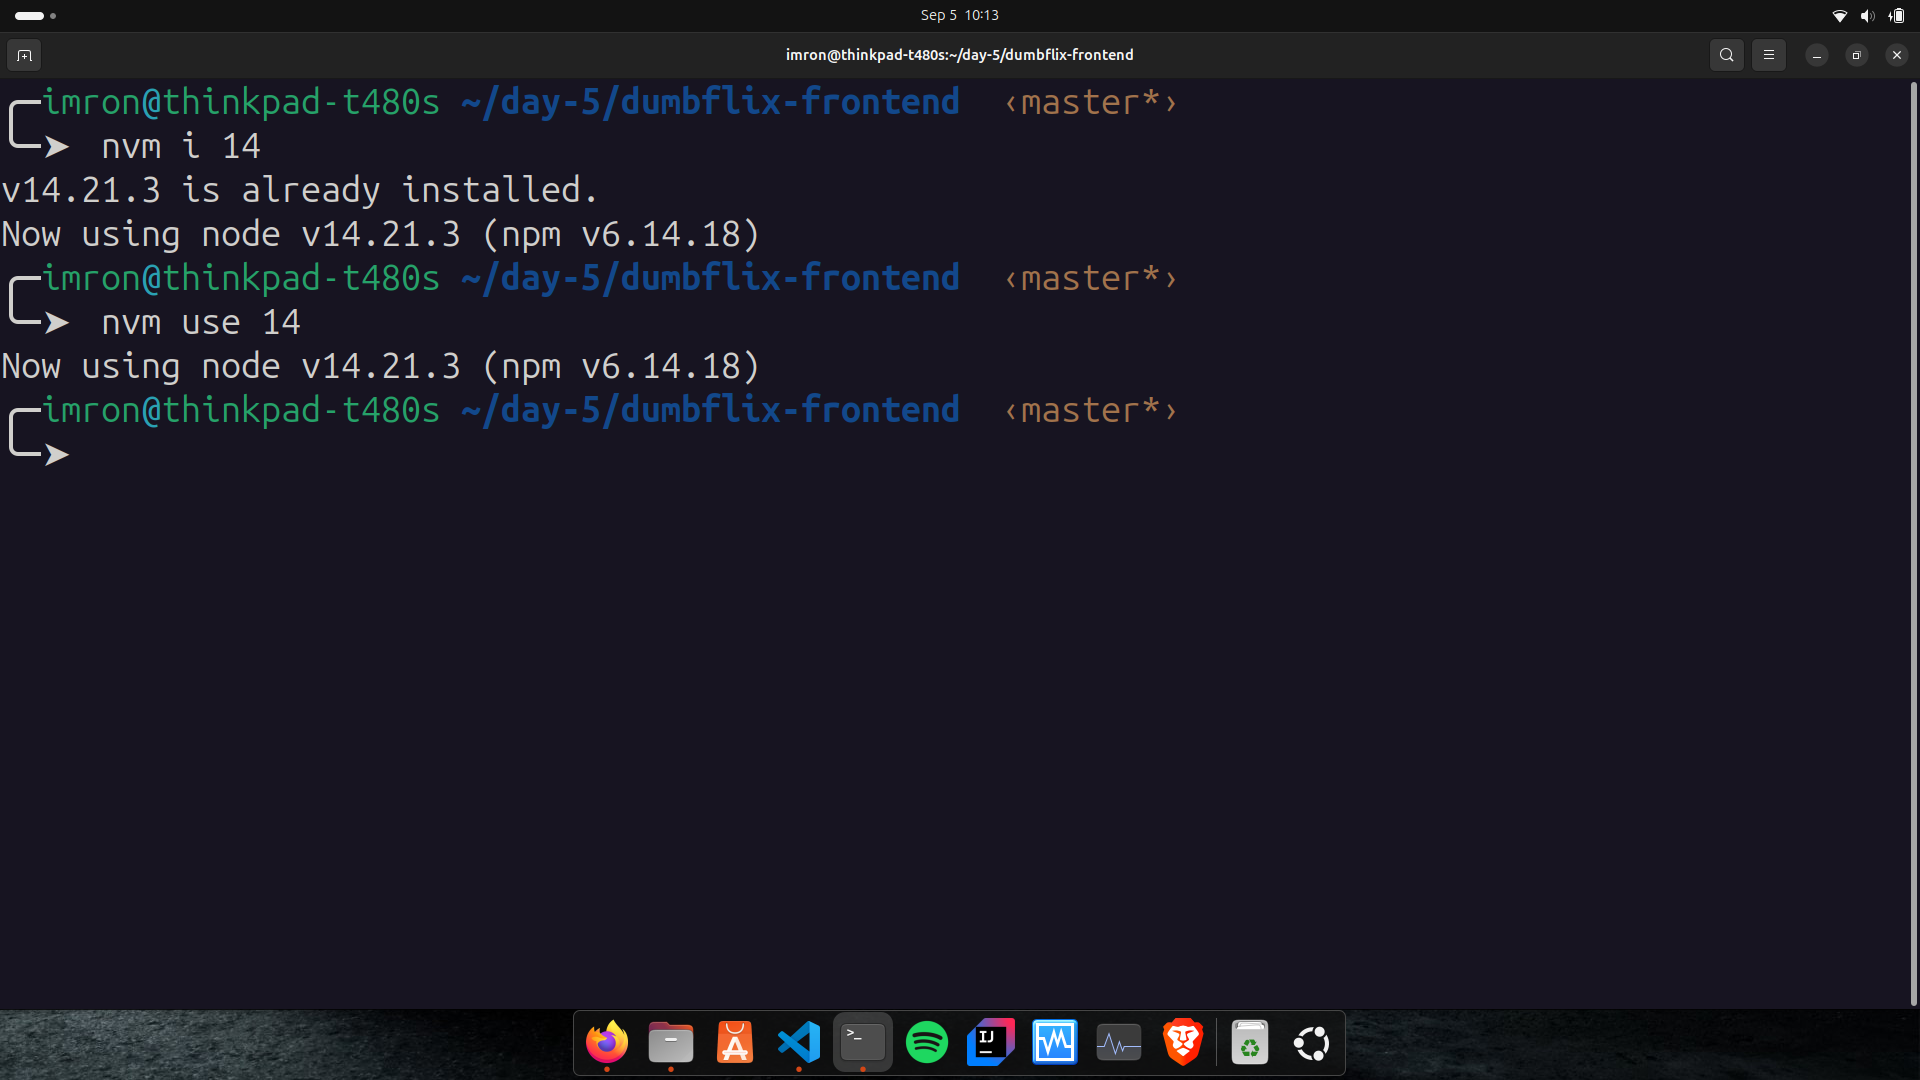 Sep 5 10:13
imron@thinkpad-t480s:~/day-5/dumbflix-frontend
imron@thinkpad-t480s ~/day-5/dumbflix-frontend ‹master*›
➤ nvm i 14
v14.21.3 is already installed.
Now using node v14.21.3 (npm v6.14.18)
imron@thinkpad-t480s ~/day-5/dumbflix-frontend ‹master*›
➤ nvm use 14
Now using node v14.21.3 (npm v6.14.18)
imron@thinkpad-t480s ~/day-5/dumbflix-frontend ‹master*›
➤
>_
IJ